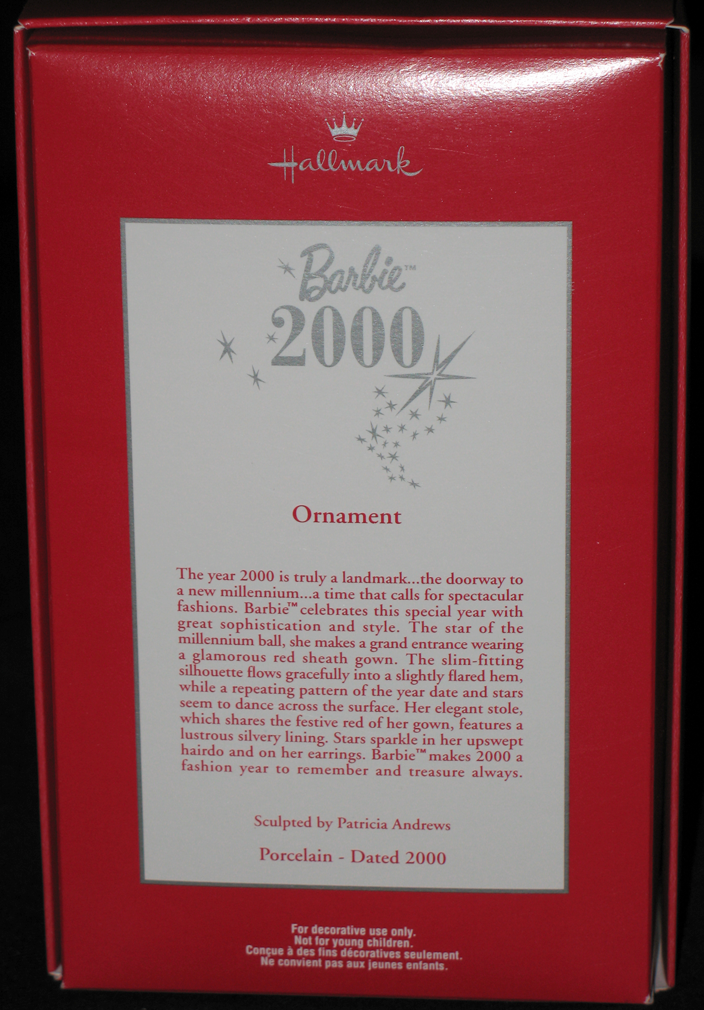 Hallmark
Barbie™
2000
Ornament
The year 2000 is truly a landmark...the doorway to
a new millennium...a time that calls for spectacular
fashions. Barbie™ celebrates this special year with
great sophistication and style. The star of the
millennium ball, she makes a grand entrance wearing
a glamorous red sheath gown. The slim-fitting
silhouette flows gracefully into a slightly flared hem,
while a repeating pattern of the year date and stars
seem to dance across the surface. Her elegant stole,
which shares the festive red of her gown, features a
lustrous silvery lining. Stars sparkle in her upswept
hairdo and on her earrings. Barbie™ makes 2000 a
fashion year to remember and treasure always.
Sculpted by Patricia Andrews
Porcelain - Dated 2000
For decorative use only.
Not for young children.
Conçue à des fins décoratives seulement.
Ne convient pas aux jeunes enfants.